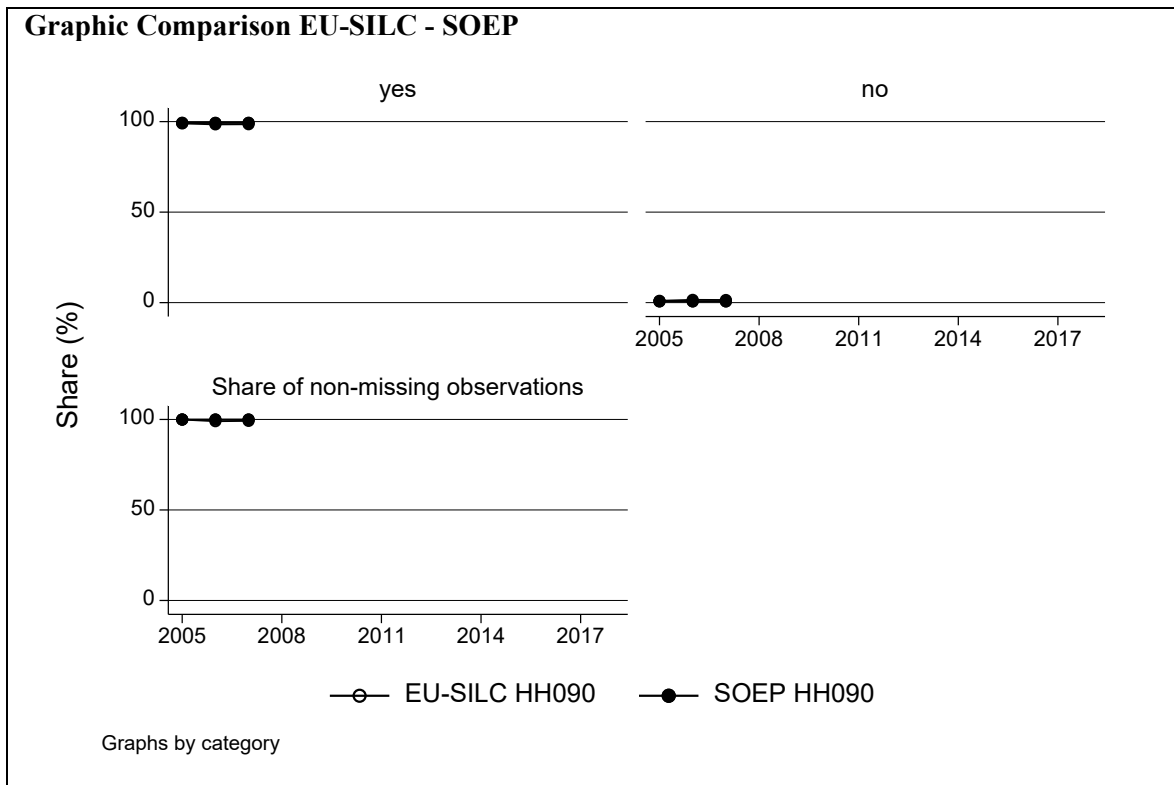 Graphic Comparison EU-SILC - SOEP
yes
no
100
50
0
2005 2008 2011 2014 2017
Share (%)
Share of non-missing observations
100
50
0
2005 2008 2011 2014 2017
EU-SILC HH090 SOEP HH090
Graphs by category